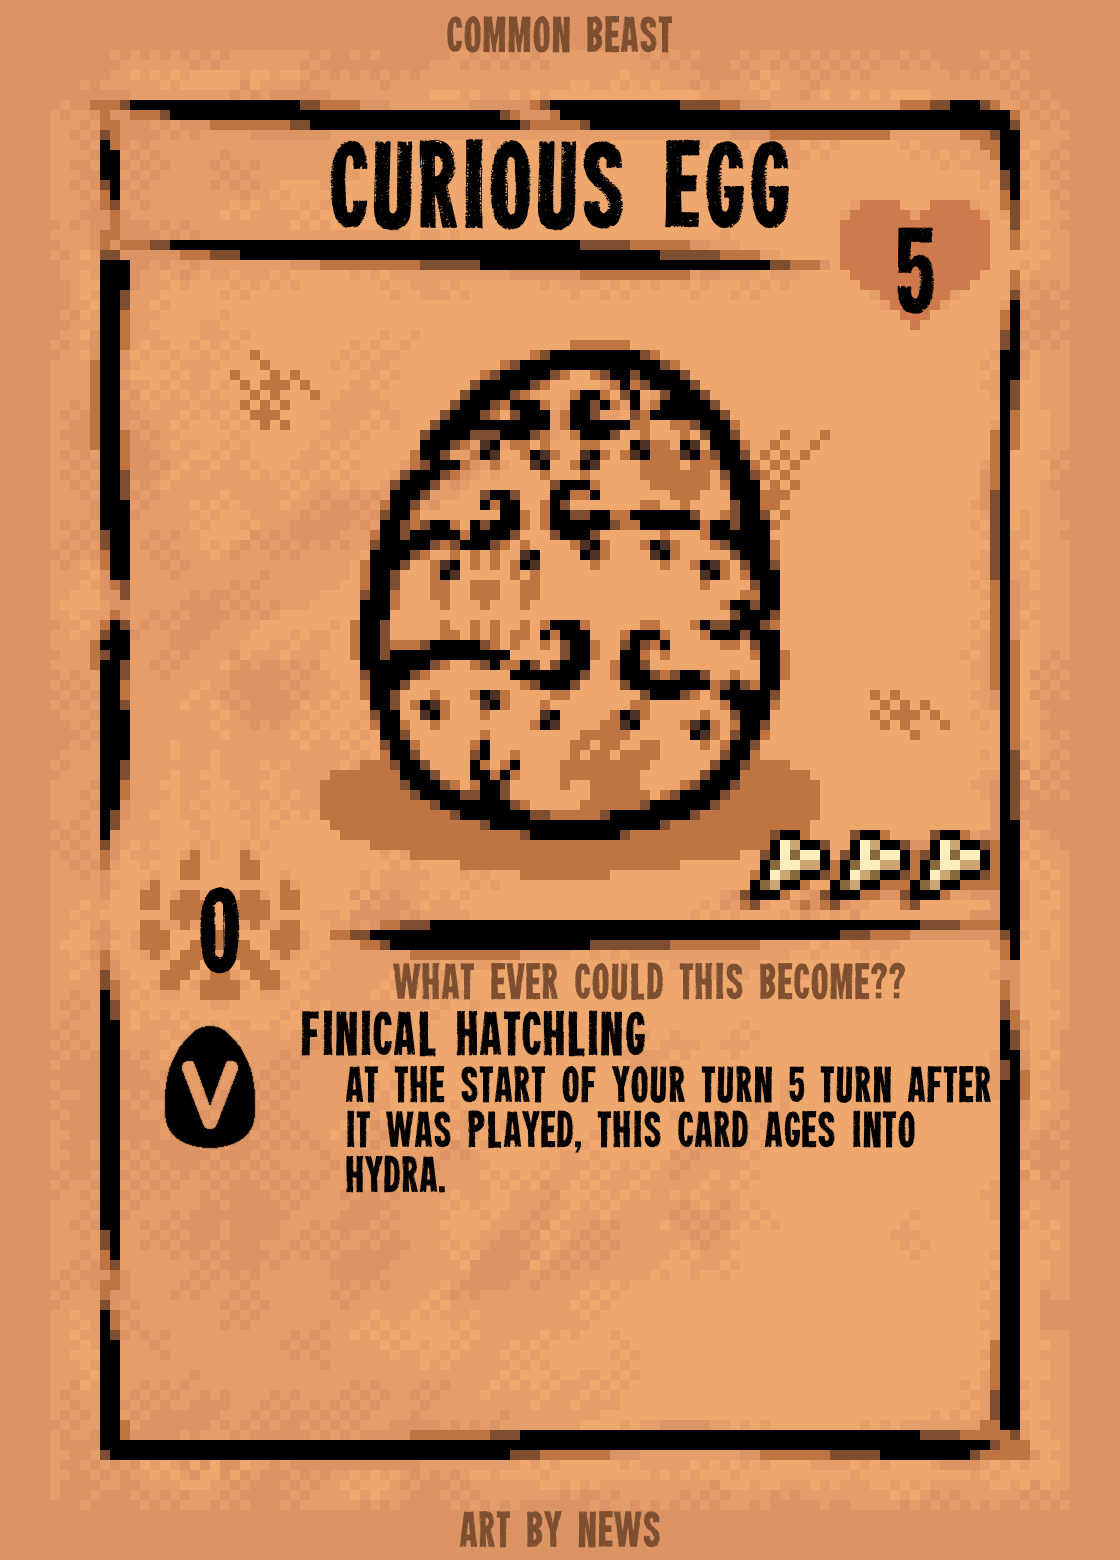 COMMON BEAST
CURIOUS EGG
5
0
WHAT EVER COULD THIS BECOME??
FINICAL HATCHLING
V
AT THE START OF YOUR TURN 5 TURN AFTER
IT WAS PLAYED, THIS CARD AGES INTO
HYDRA.
ART BY NEWS